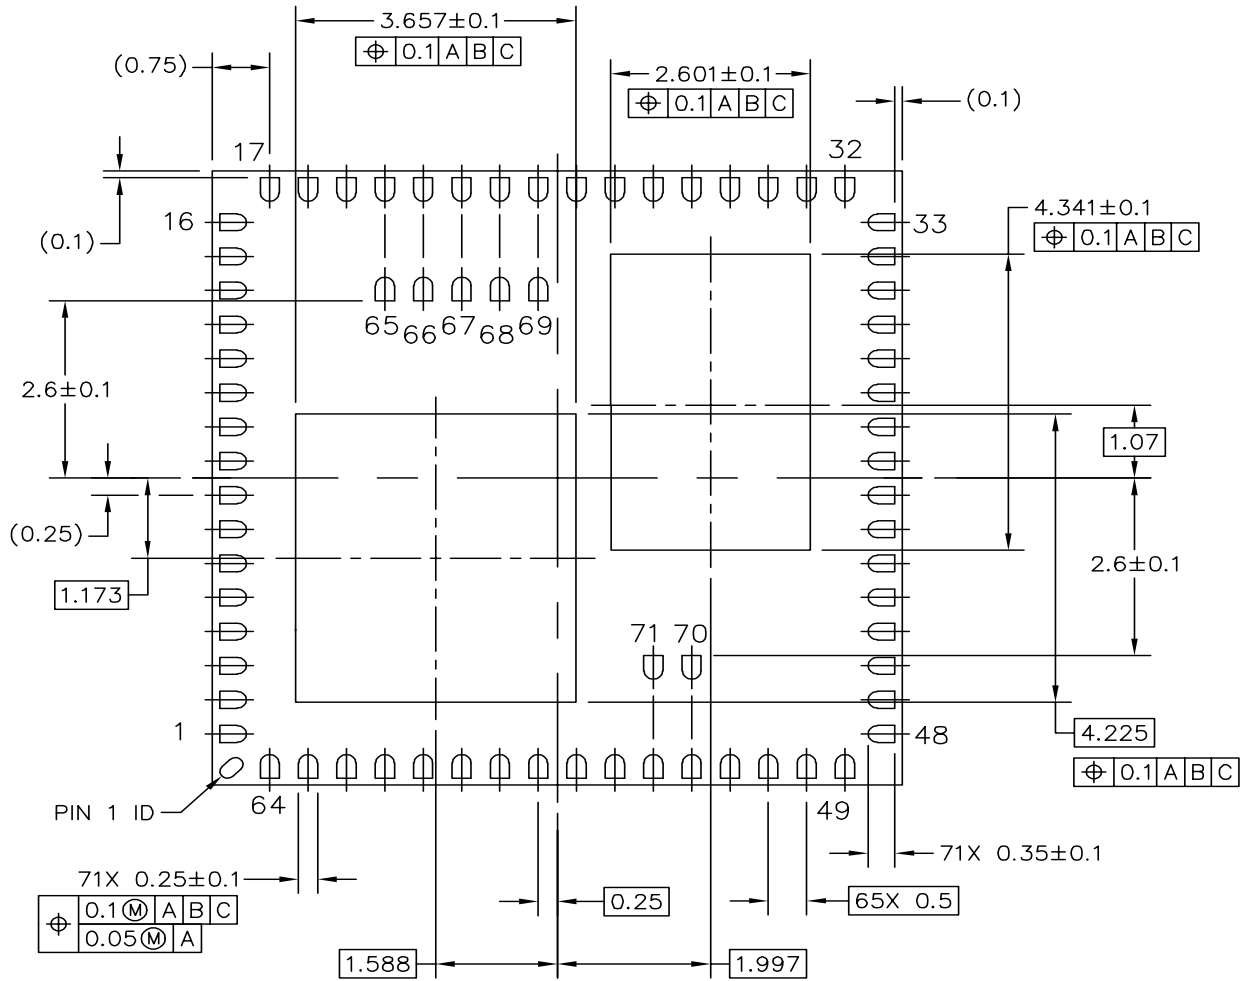 3.657±0.1
⌖ 0.1 A B C
(0.75)
2.601±0.1
⌖ 0.1 A B C
(0.1)
17
32
16
33
4.341±0.1
⌖ 0.1 A B C
(0.1)
65 66 67 68 69
2.6±0.1
1.07
(0.25)
2.6±0.1
1.173
71 70
1
48
4.225
⌖ 0.1 A B C
PIN 1 ID
64
49
71X 0.35±0.1
71X 0.25±0.1
⌖ 0.1 Ⓜ A B C
0.05 Ⓜ A
0.25
65X 0.5
1.588
1.997